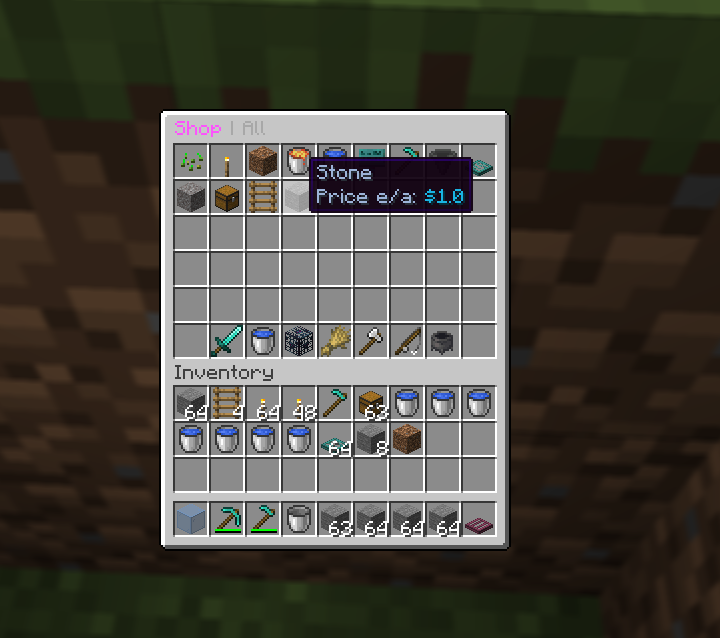 Shop | All
Stone
Price e/a: $1.0
Inventory
64 4 64 48 63
64 8
63 64 64 64